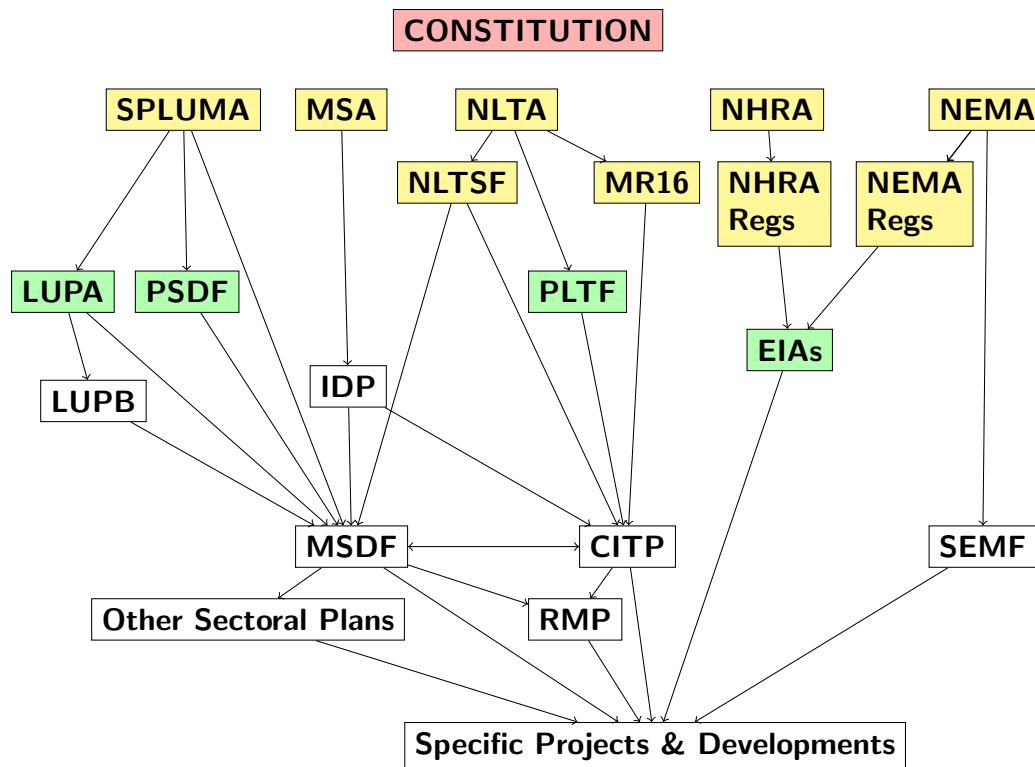 CONSTITUTION
SPLUMA
MSA
NLTA
NHRA
NEMA
NLTSF
MR16
NHRA
Regs
NEMA
Regs
LUPA
PSDF
PLTF
EIAs
IDP
LUPB
MSDF
CITP
SEMF
Other Sectoral Plans
RMP
Specific Projects & Developments